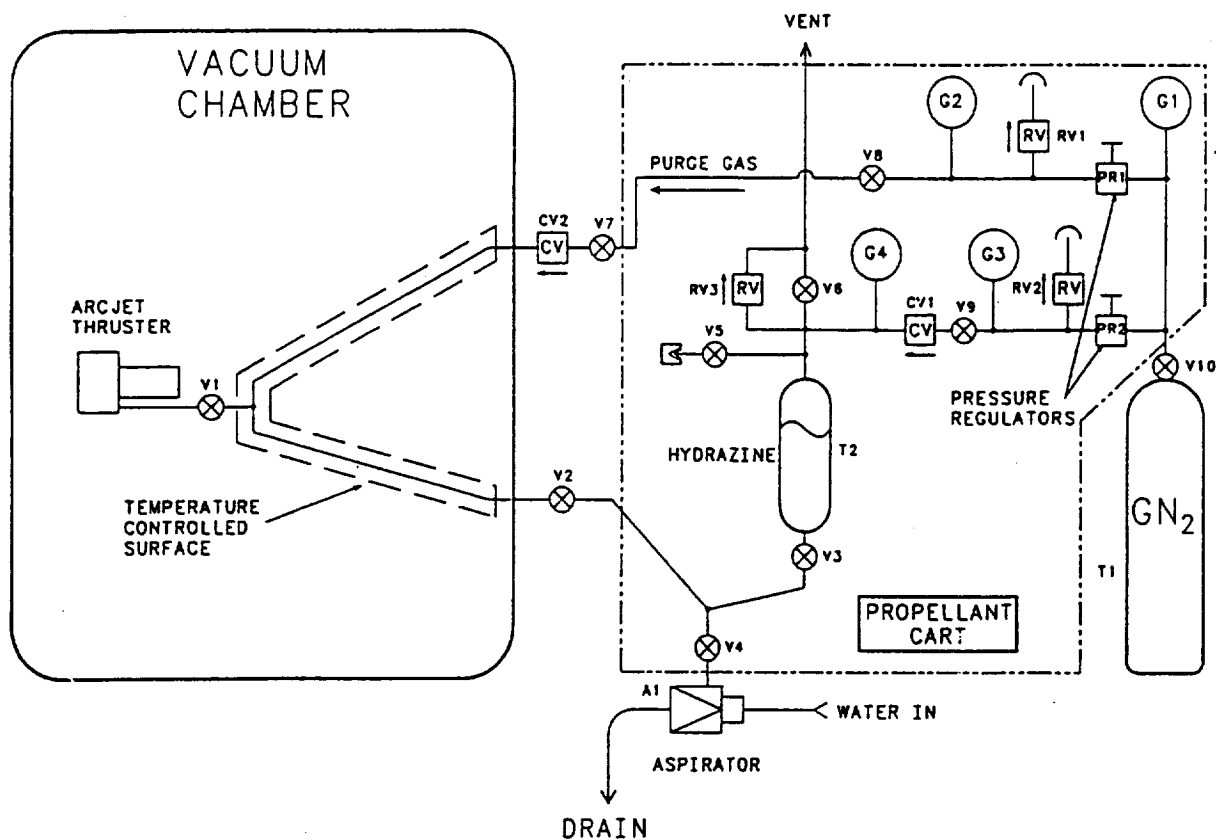 VENT
VACUUM
CHAMBER
G2
G1
RV
RV1
V8
PURGE GAS
PR1
CV2
V7
CV
G4
G3
RV3
RV
V6
CV1
V9
RV2
RV
CV
PR2
ARCJET
THRUSTER
V1
V5
V10
PRESSURE
REGULATORS
HYDRAZINE
T2
V2
TEMPERATURE
CONTROLLED
SURFACE
GN2
V3
T1
PROPELLANT
CART
V4
A1
WATER IN
ASPIRATOR
DRAIN